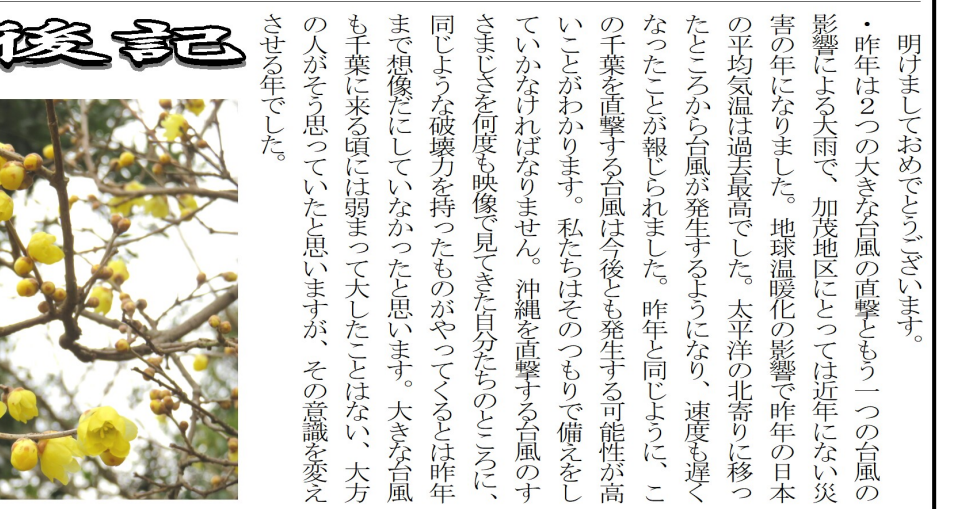 明けましておめでとうございます。
・昨年は２つの大きな台風の直撃ともう一つの台風の
影響による大雨で、加茂地区にとっては近年にない災
害の年になりました。地球温暖化の影響で昨年の日本
の平均気温は過去最高でした。太平洋の北寄りに移っ
たところから台風が発生するようになり、速度も遅く
なったことが報じられました。昨年と同じように、こ
の千葉を直撃する台風は今後とも発生する可能性が高
いことがわかります。私たちはそのつもりで備えをし
ていかなければなりません。沖縄を直撃する台風のす
さまじさを何度も映像で見てきた自分たちのところに、
同じような破壊力を持ったものがやってくるとは昨年
まで想像だにしていなかったと思います。大きな台風
も千葉に来る頃には弱まって大したことはない、大方
の人がそう思っていたと思いますが、その意識を変え
させる年でした。
後記